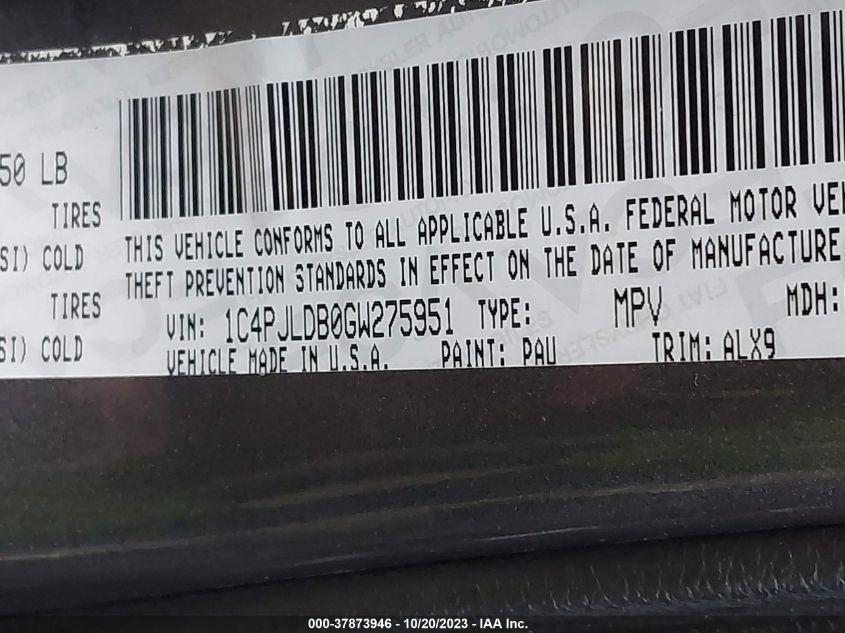 50 LB
TIRES
SI) COLD
TIRES
SI) COLD
THIS VEHICLE CONFORMS TO ALL APPLICABLE U.S.A. FEDERAL MOTOR VEH
THEFT PREVENTION STANDARDS IN EFFECT ON THE DATE OF MANUFACTURE
VIN: 1C4PJLDB0GW275951 TYPE: MPV MDH:
VEHICLE MADE IN U.S.A. PAINT: PAU TRIM: ALX9
000-37873946 - 10/20/2023 - IAA Inc.